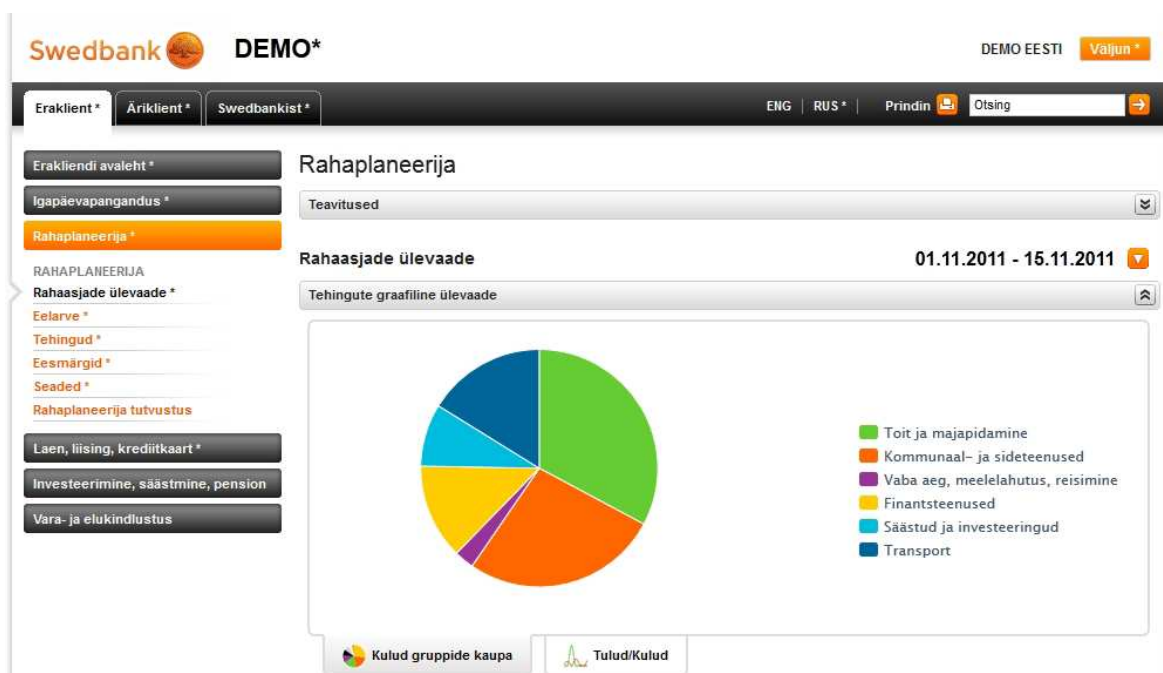 Swedbank DEMO*
DEMO EESTI Väljun *
Eraklient * Äriklient * Swedbankist * ENG | RUS * | Prindin Otsing
Erakliendi avaleht *
Igapäevapangandus *
Rahaplaneerija *
RAHAPLANEERIJA
Rahaasjade ülevaade *
Eelarve *
Tehingud *
Eesmärgid *
Seaded *
Rahaplaneerija tutvustus
Laen, liising, krediitkaart *
Investeerimine, säästmine, pension
Vara- ja elukindlustus
Rahaplaneerija
Teavitused
Rahaasjade ülevaade 01.11.2011 - 15.11.2011
Tehingute graafiline ülevaade
Toit ja majapidamine
Kommunaal- ja sideteenused
Vaba aeg, meelelahutus, reisimine
Finantsteenused
Säästud ja investeeringud
Transport
Kulud gruppide kaupa Tulud/Kulud